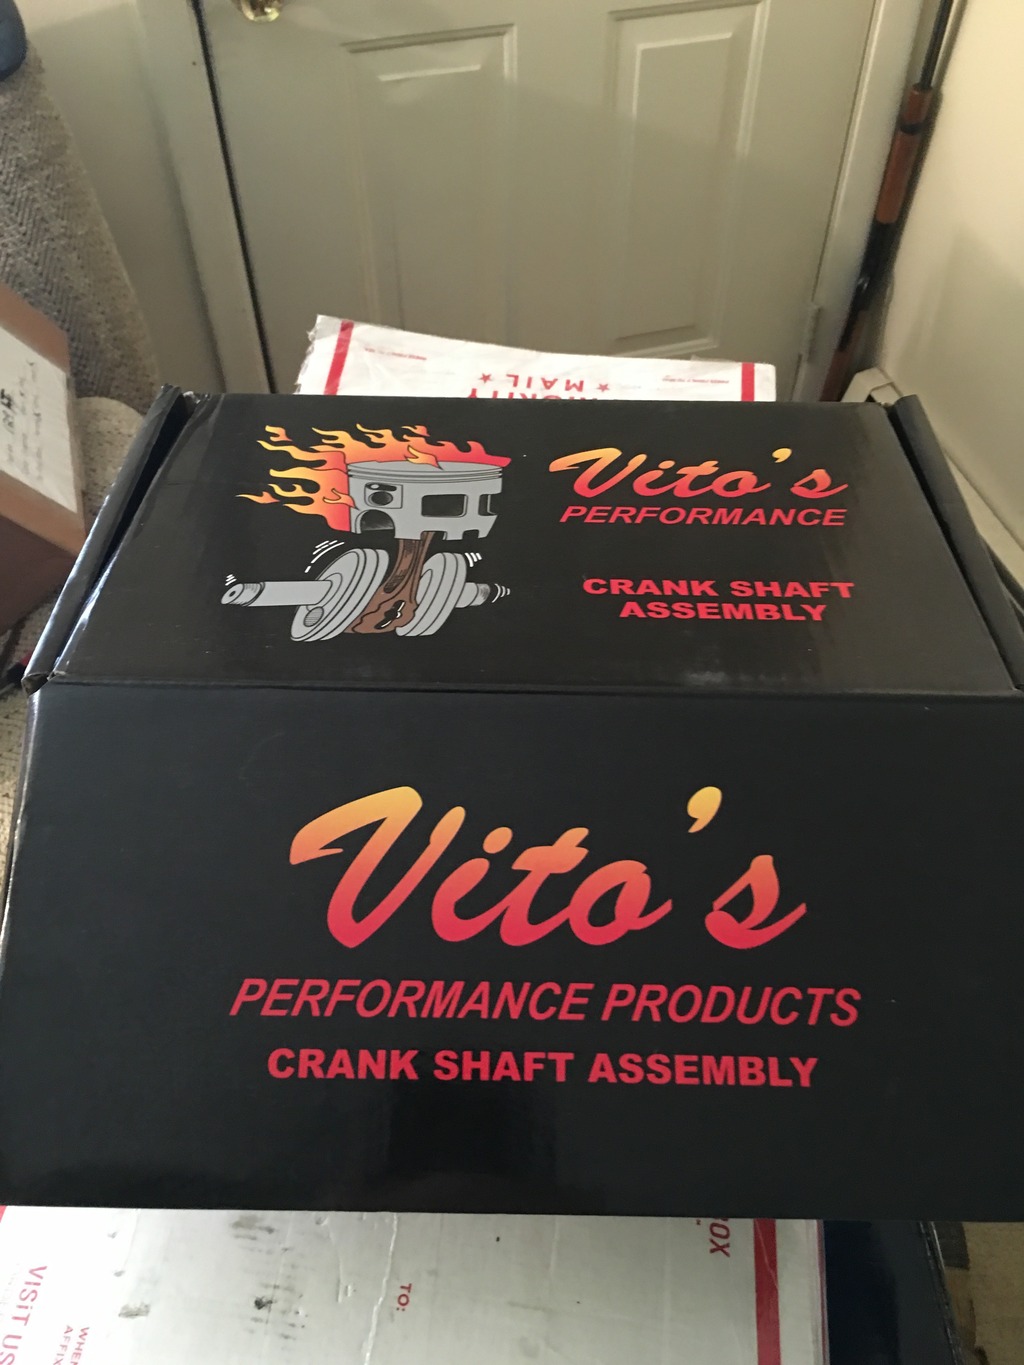 ★ MAIL ★
Vito's
PERFORMANCE
CRANK SHAFT
ASSEMBLY
Vito's
PERFORMANCE PRODUCTS
CRANK SHAFT ASSEMBLY
TO:
VISIT US